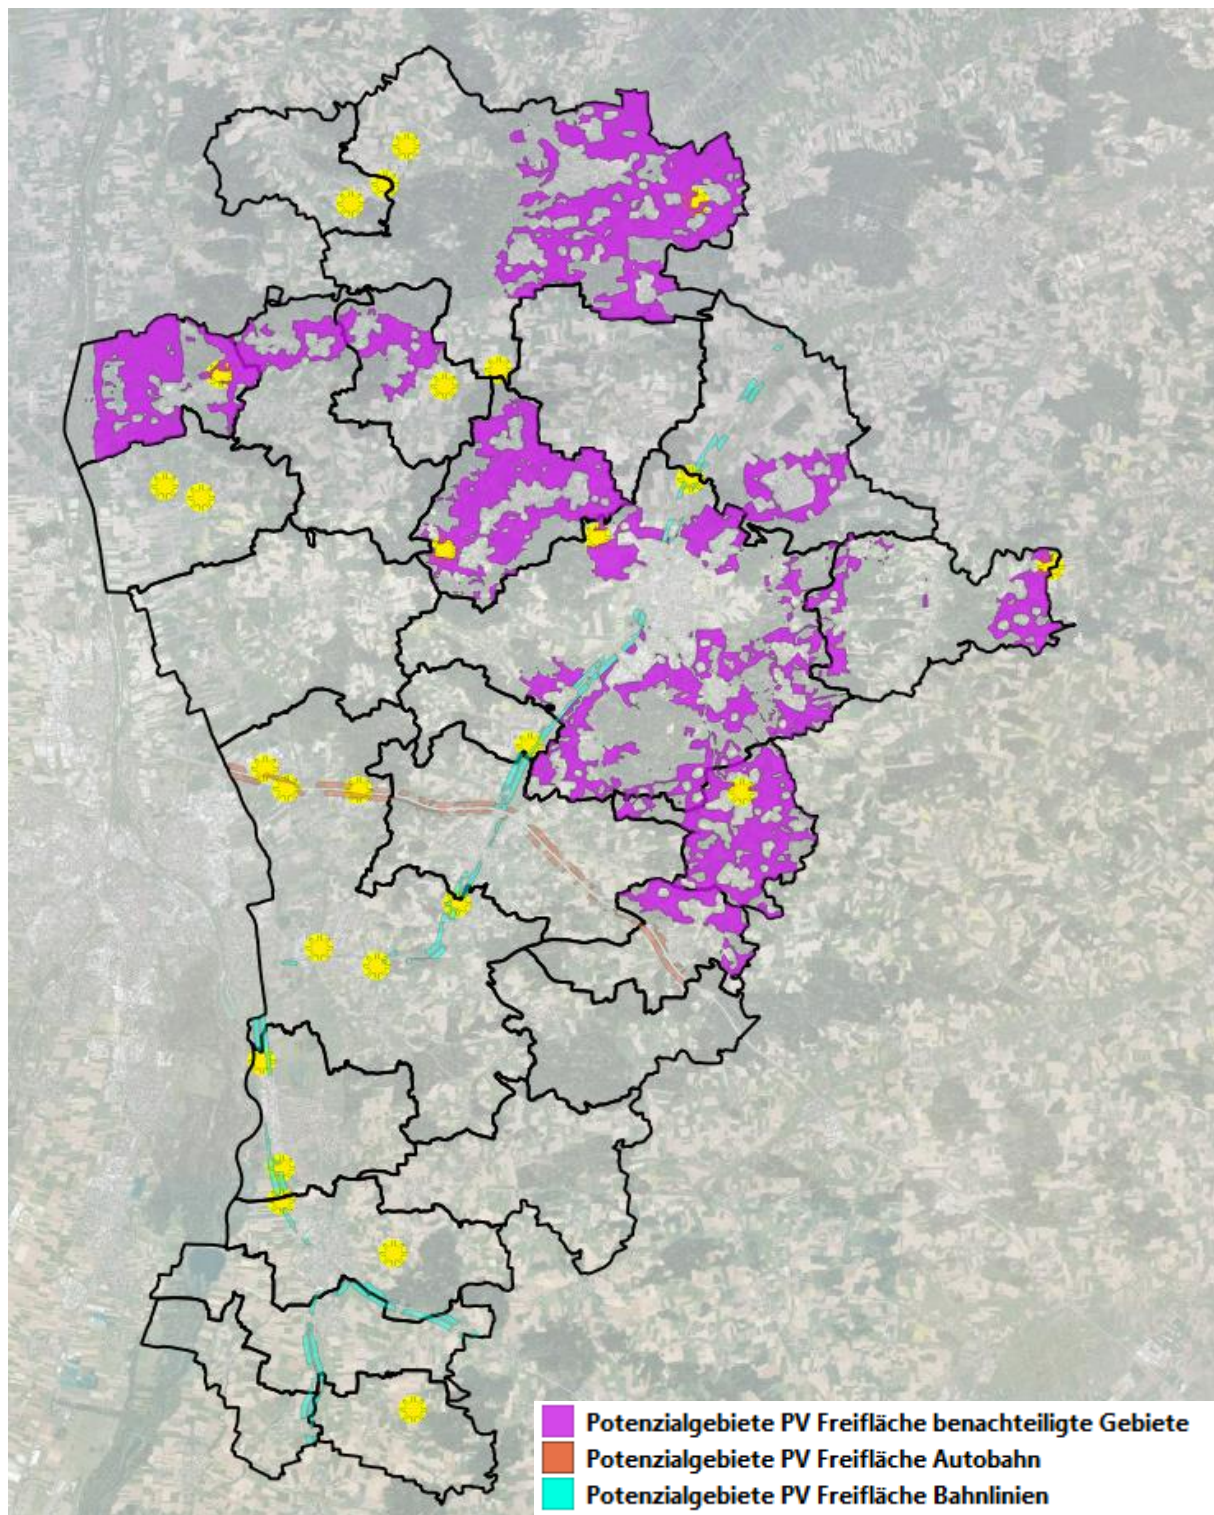 Potenzialgebiete PV Freifläche benachteiligte Gebiete
Potenzialgebiete PV Freifläche Autobahn
Potenzialgebiete PV Freifläche Bahnlinien